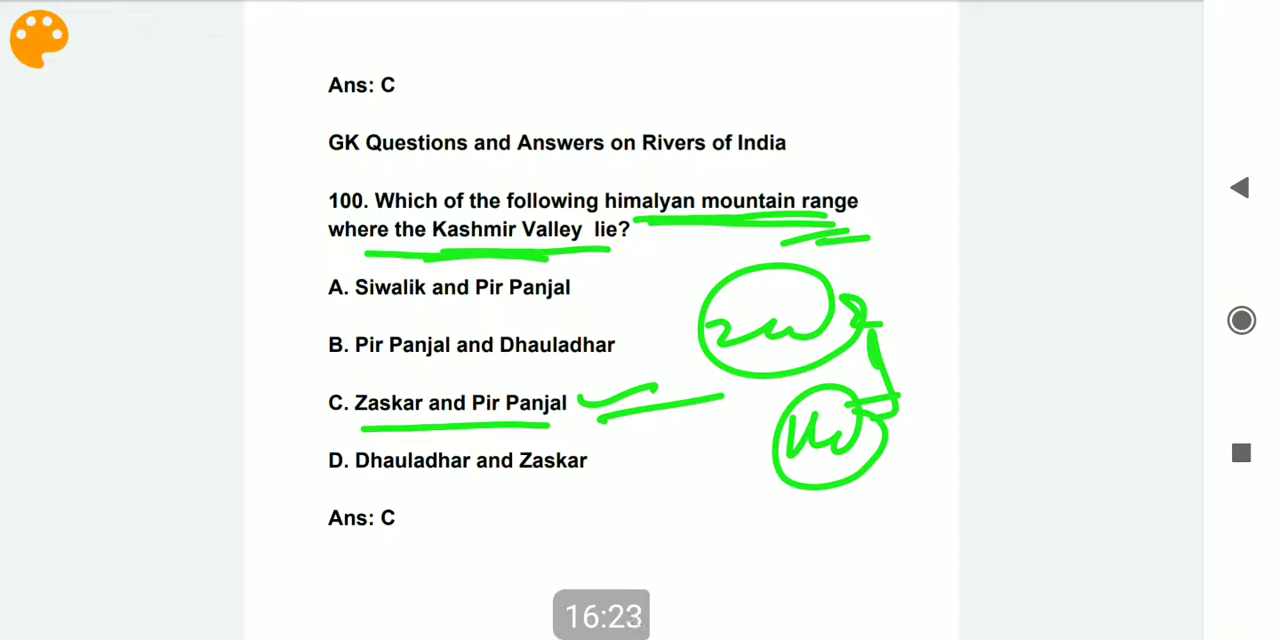 Ans: C
GK Questions and Answers on Rivers of India
100. Which of the following himalyan mountain range
where the Kashmir Valley lie?
A. Siwalik and Pir Panjal
B. Pir Panjal and Dhauladhar
C. Zaskar and Pir Panjal
D. Dhauladhar and Zaskar
Ans: C
16:23